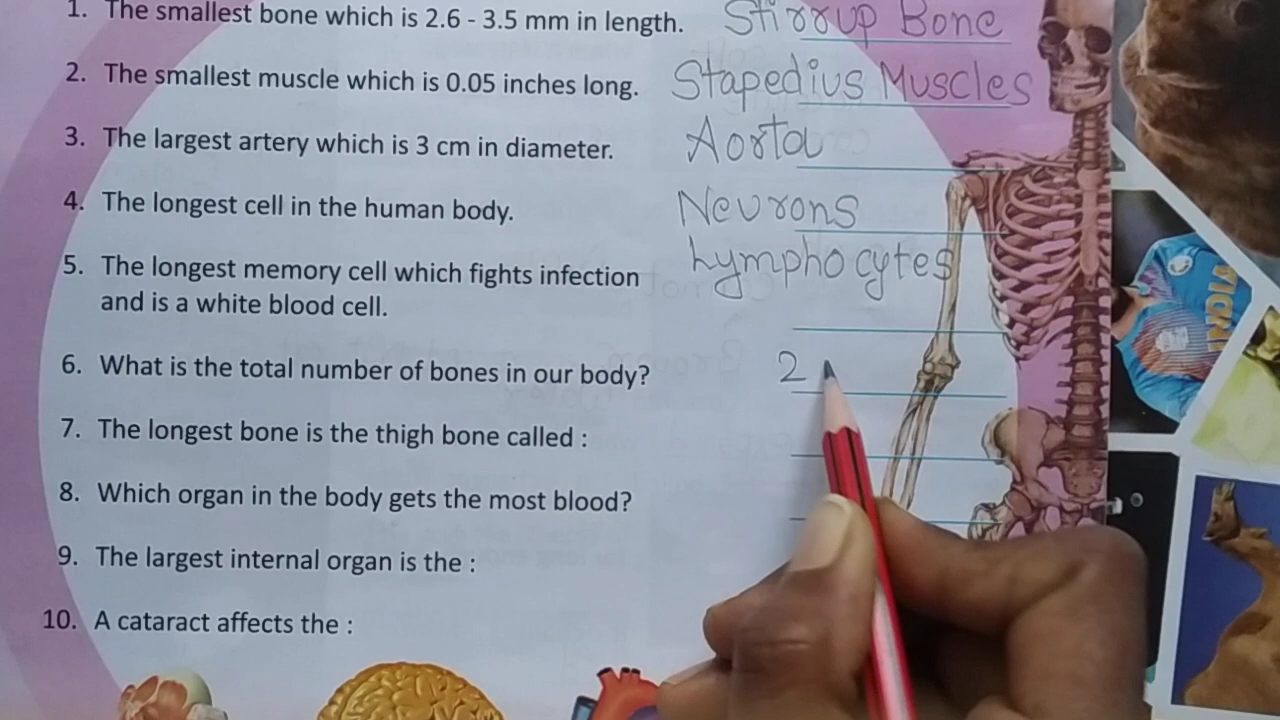 1. The smallest bone which is 2.6 - 3.5 mm in length. Stirrup Bone
2. The smallest muscle which is 0.05 inches long. Stapedius Muscles
3. The largest artery which is 3 cm in diameter. Aorta
4. The longest cell in the human body. Neurons
5. The longest memory cell which fights infection Lymphocytes
and is a white blood cell.
6. What is the total number of bones in our body? 2
7. The longest bone is the thigh bone called :
8. Which organ in the body gets the most blood?
9. The largest internal organ is the :
10. A cataract affects the :
INDIA